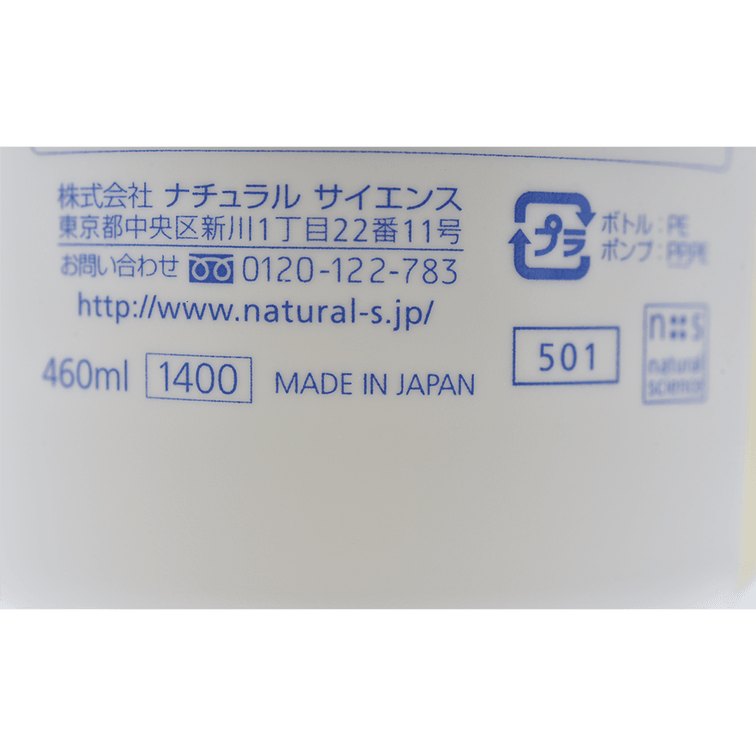 株式会社 ナチュラル サイエンス
東京都中央区新川1丁目22番11号
お問い合わせ 0120-122-783
http://www.natural-s.jp/
460ml 1400 MADE IN JAPAN
プラ
ボトル：PE
ポンプ：PP,PE
501
n s
natural
science